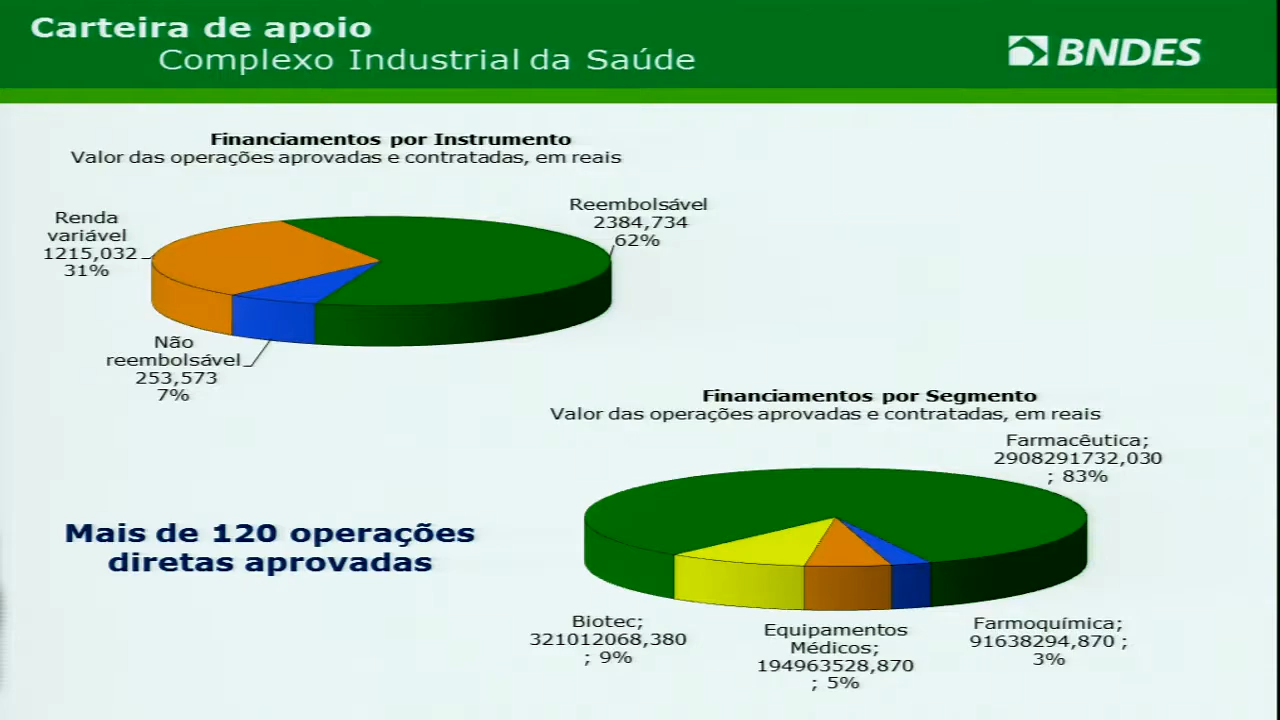 Carteira de apoio
Complexo Industrial da Saúde
BNDES
Financiamentos por Instrumento
Valor das operações aprovadas e contratadas, em reais
Renda
variável
1215,032
31%
Reembolsável
2384,734
62%
Não
reembolsável
253,573
7%
Financiamentos por Segmento
Valor das operações aprovadas e contratadas, em reais
Farmacêutica;
2908291732,030
; 83%
Mais de 120 operações
diretas aprovadas
Biotec;
321012068,380
; 9%
Equipamentos
Médicos;
194963528,870
; 5%
Farmoquímica;
91638294,870 ;
3%